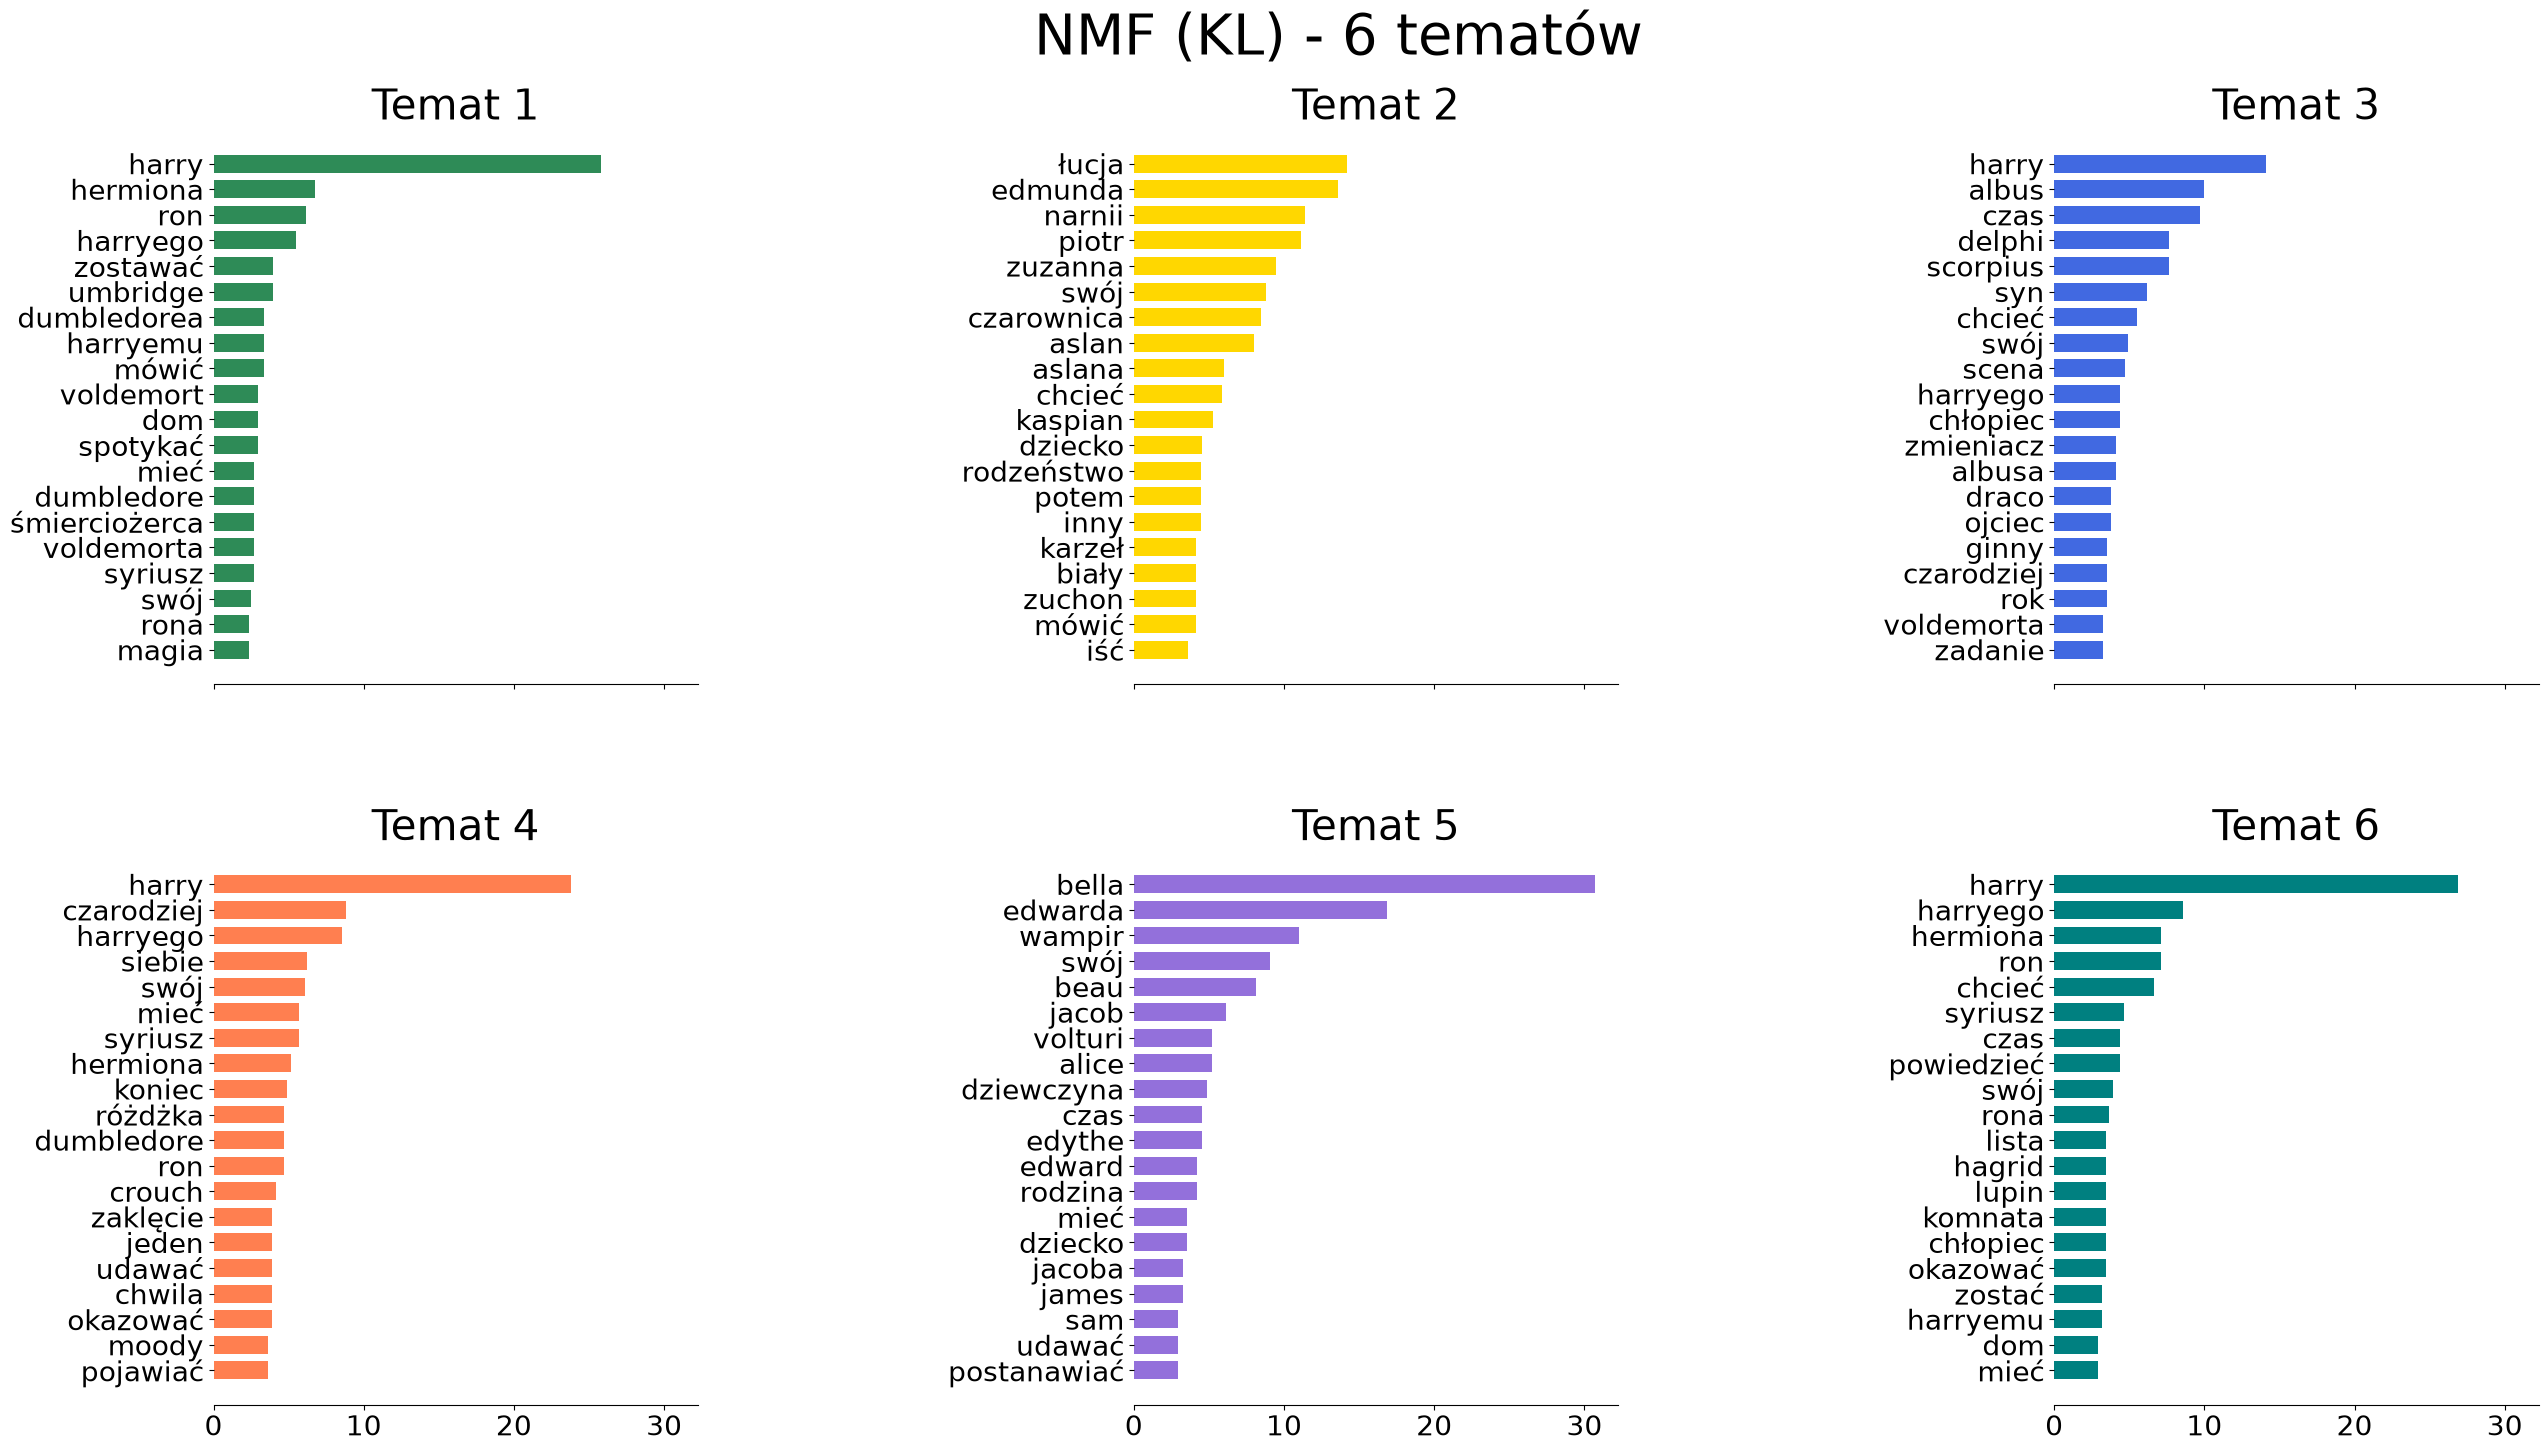 NMF (KL) - 6 tematów
Temat 1
harry
hermiona
ron
harryego
zostawać
umbridge
dumbledorea
harryemu
mówić
voldemort
dom
spotykać
mieć
dumbledore
śmierciożerca
voldemorta
syriusz
swój
rona
magia
Temat 2
łucja
edmunda
narnii
piotr
zuzanna
swój
czarownica
aslan
aslana
chcieć
kaspian
dziecko
rodzeństwo
potem
inny
karzeł
biały
zuchon
mówić
iść
Temat 3
harry
albus
czas
delphi
scorpius
syn
chcieć
swój
scena
harryego
chłopiec
zmieniacz
albusa
draco
ojciec
ginny
czarodziej
rok
voldemorta
zadanie
Temat 4
harry
czarodziej
harryego
siebie
swój
mieć
syriusz
hermiona
koniec
różdżka
dumbledore
ron
crouch
zaklęcie
jeden
udawać
chwila
okazować
moody
pojawiać
0 10 20 30
Temat 5
bella
edwarda
wampir
swój
beau
jacob
volturi
alice
dziewczyna
czas
edythe
edward
rodzina
mieć
dziecko
jacoba
james
sam
udawać
postanawiać
0 10 20 30
Temat 6
harry
harryego
hermiona
ron
chcieć
syriusz
czas
powiedzieć
swój
rona
lista
hagrid
lupin
komnata
chłopiec
okazować
zostać
harryemu
dom
mieć
0 10 20 30